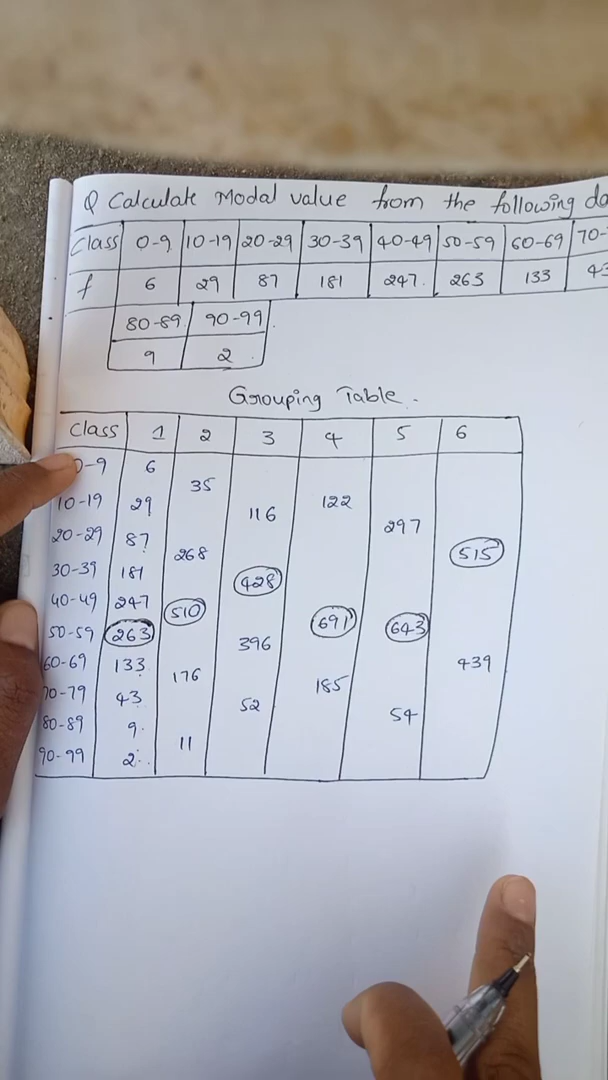 Q Calculate Modal value from the following da
Class 0-9 10-19 20-29 30-39 40-49 50-59 60-69 70-
f 6 29 87 181 247. 263 133 43
80-89. 90-99
9 2
Grouping Table.
Class 1 2 3 4 5 6
0-9 6
35
10-19 29 122
116 297
20-29 87
268 515
30-39 181 428
40-49 247
510
50-59 263 691 643
396
60-69 133
176 439
70-79 43 185
52 54
80-89 9
11
90-99 2